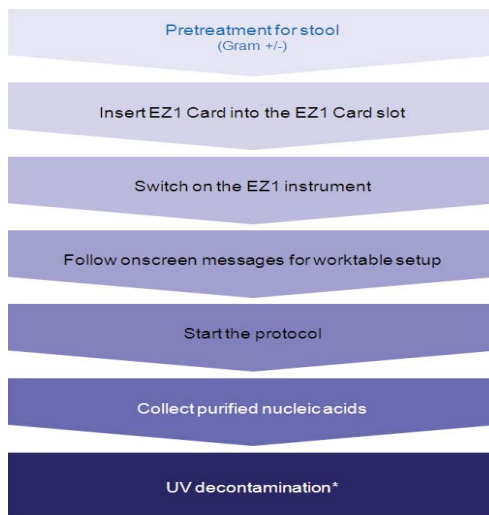 Pretreatment for stool
(Gram +/-)
Insert EZ1 Card into the EZ1 Card slot
Switch on the EZ1 instrument
Follow onscreen messages for worktable setup
Start the protocol
Collect purified nucleic acids
UV decontamination*